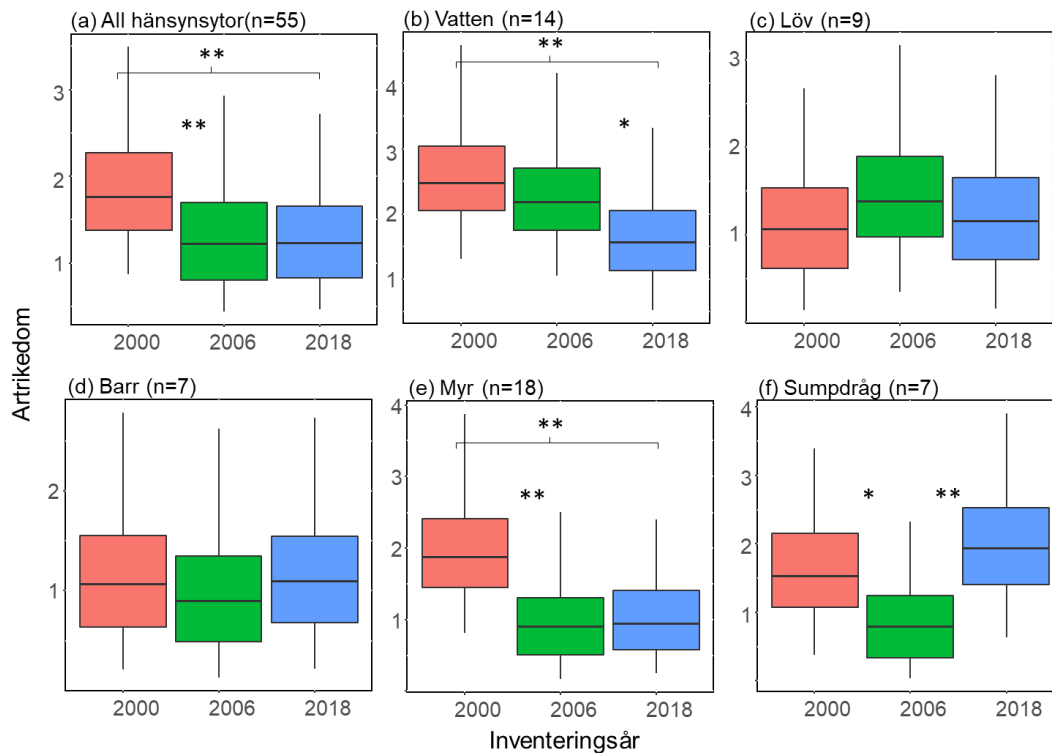 (a) All hänsynsytor(n=55)
(b) Vatten (n=14)
(c) Löv (n=9)
**
**
**
*
3
2
1
4
3
2
1
3
2
1
0
2000 2006 2018
2000 2006 2018
2000 2006 2018
Artrikedom
(d) Barr (n=7)
(e) Myr (n=18)
(f) Sumpdråg (n=7)
**
**
*
**
2
1
4
3
2
1
4
3
2
1
2000 2006 2018
2000 2006 2018
2000 2006 2018
Inventeringsår